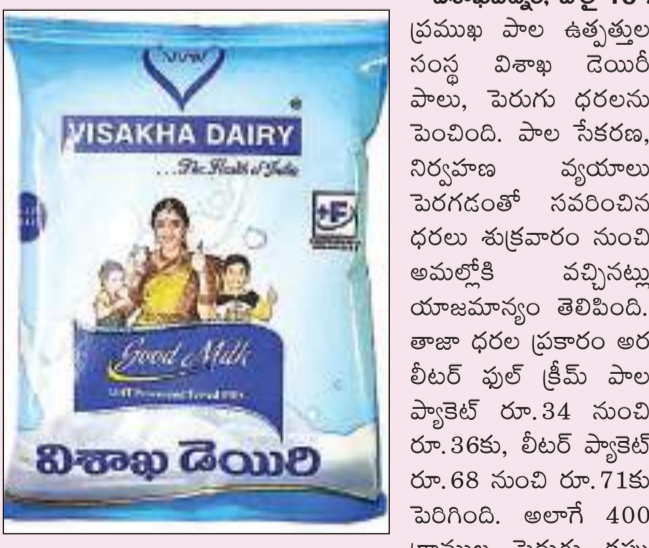 VISAKHA DAIRY
...The Health of India
+F
Good Milk
విశాఖ డెయిరి
ప్రముఖ పాల ఉత్పత్తుల
సంస్థ విశాఖ డెయిరీ
పాలు, పెరుగు ధరలను
పెంచింది. పాల సేకరణ,
నిర్వహణ వ్యయాలు
పెరగడంతో సవరించిన
ధరలు శుక్రవారం నుంచి
అమల్లోకి వచ్చినట్లు
యాజమాన్యం తెలిపింది.
తాజా ధరల ప్రకారం అర
లీటర్ ఫుల్ క్రీమ్ పాల
ప్యాకెట్ రూ.34 నుంచి
రూ.36కు, లీటర్ ప్యాకెట్
రూ.68 నుంచి రూ.71కు
పెరిగింది. అలాగే 400